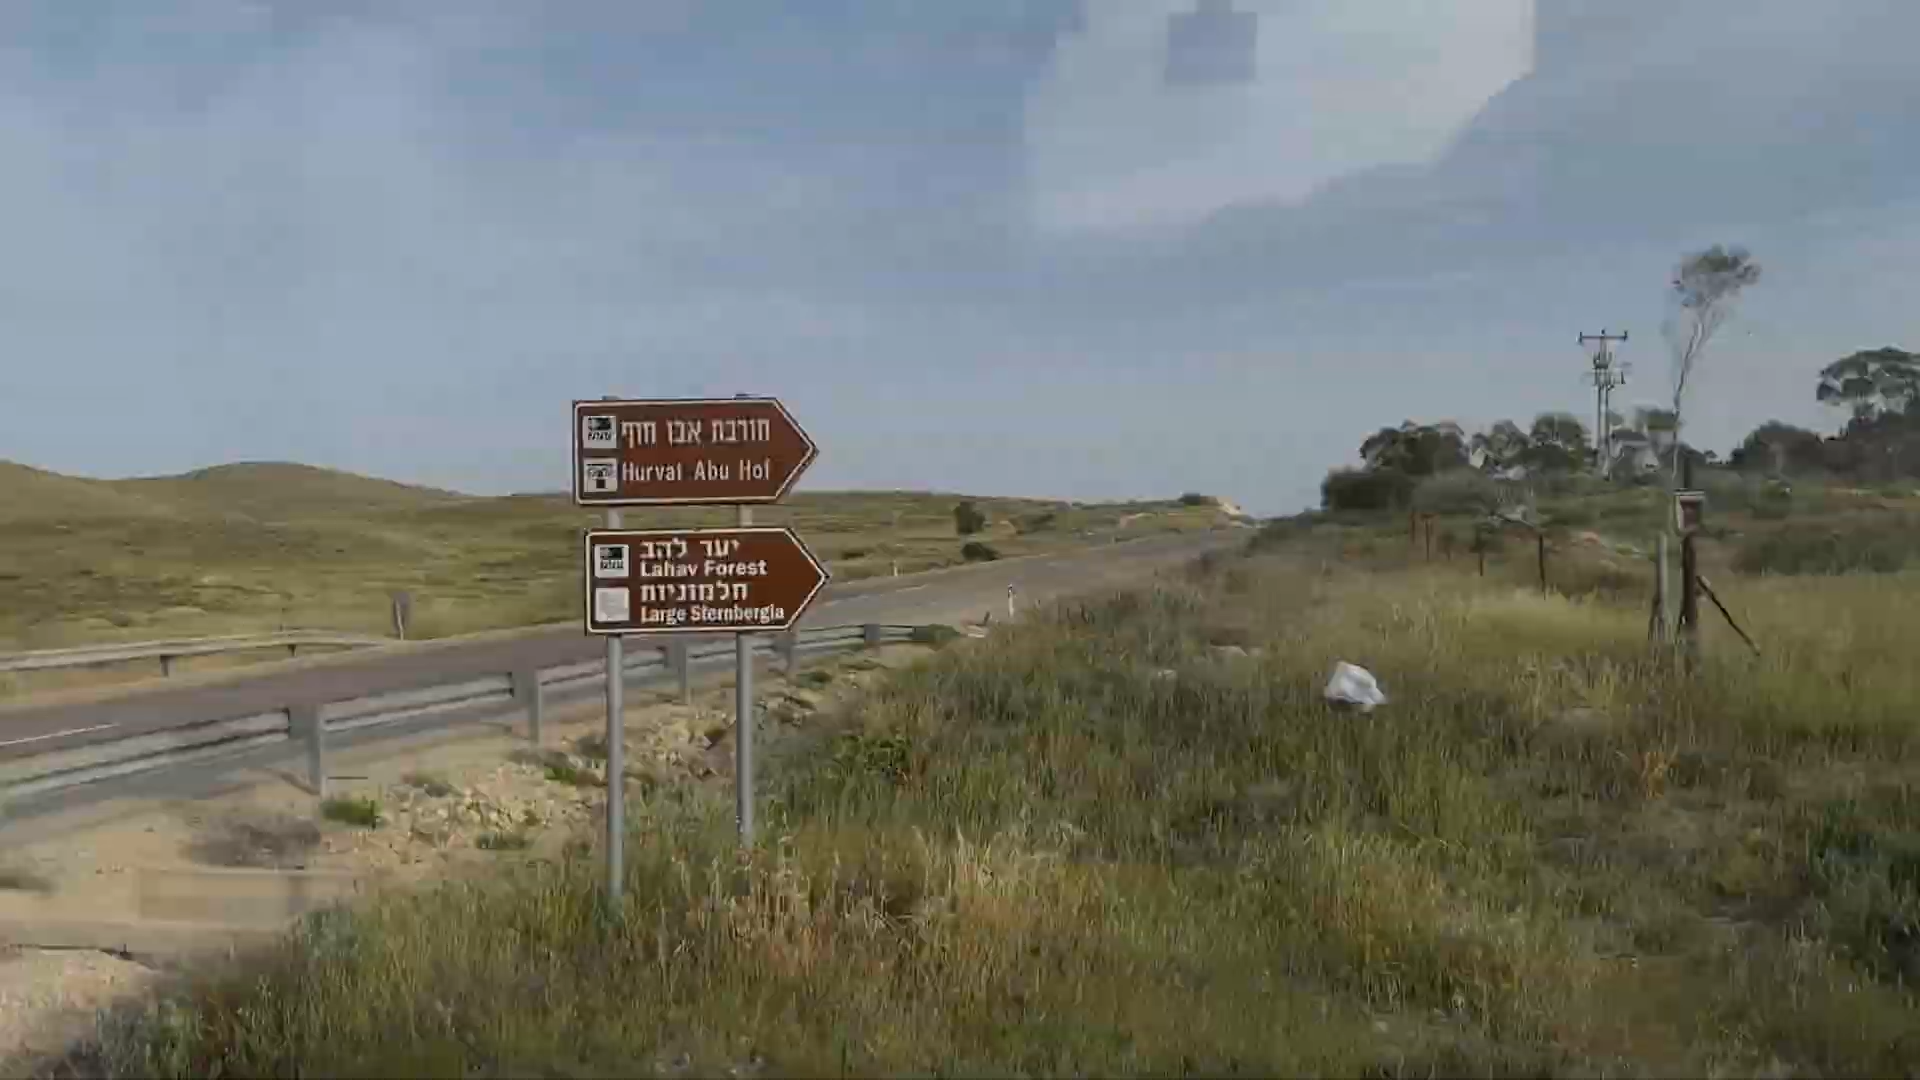 חורבת אבו חוף
Hurvat Abu Hof
יער להב
Lahav Forest
חלמוניות
Large Sternbergia